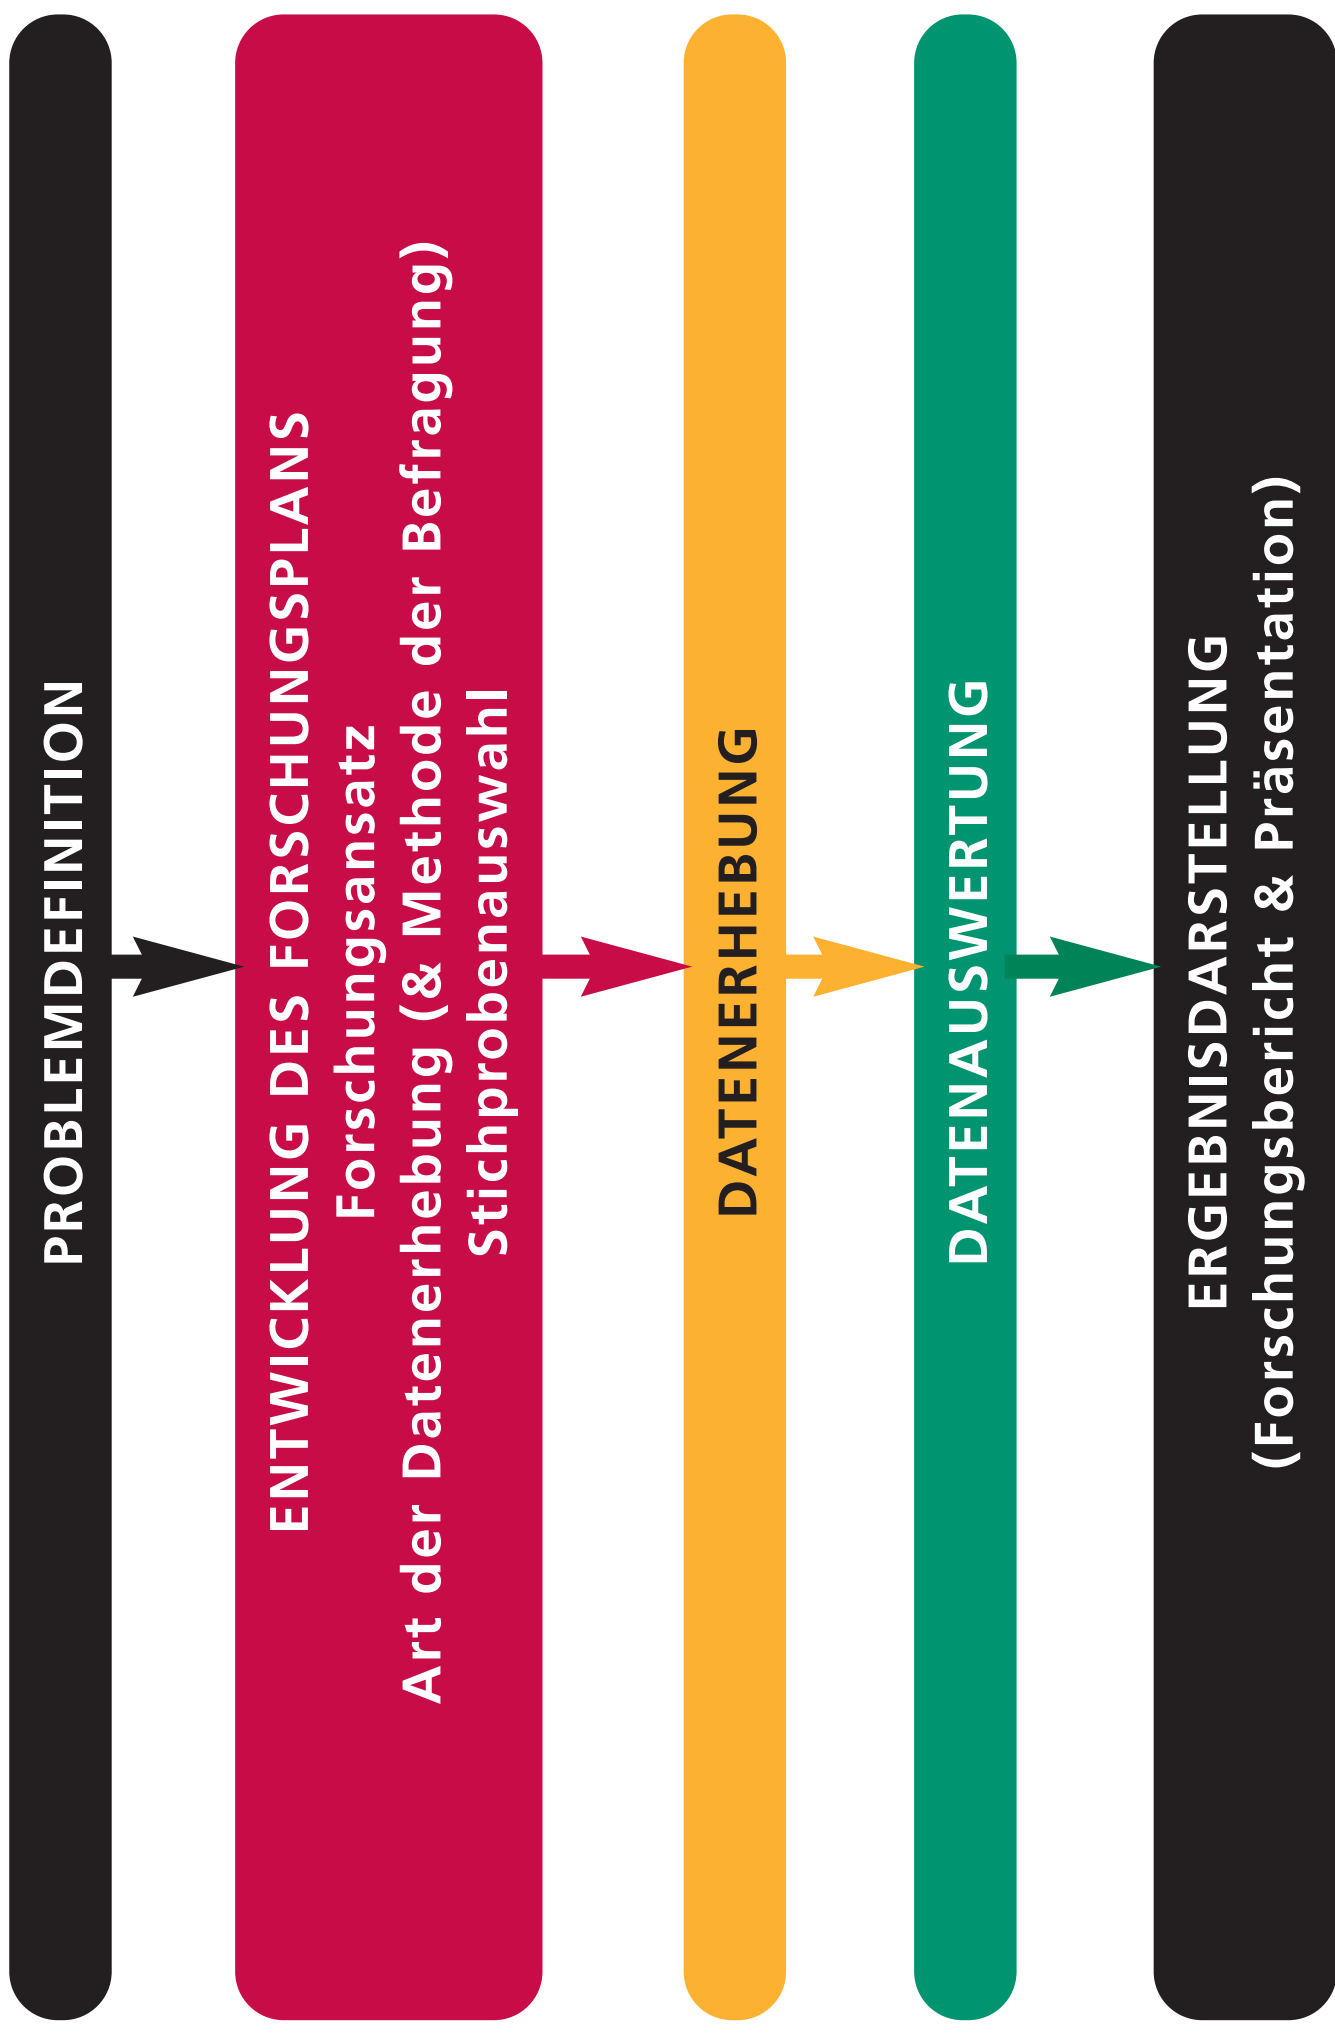 PROBLEMDEFINITION
ENTWICKLUNG DES FORSCHUNGSPLANS
Forschungsansatz
Art der Datenerhebung (& Methode der Befragung)
Stichprobenauswahl
DATENERHEBUNG
DATENAUSWERTUNG
ERGEBNISDARSTELLUNG
(Forschungsbericht & Präsentation)